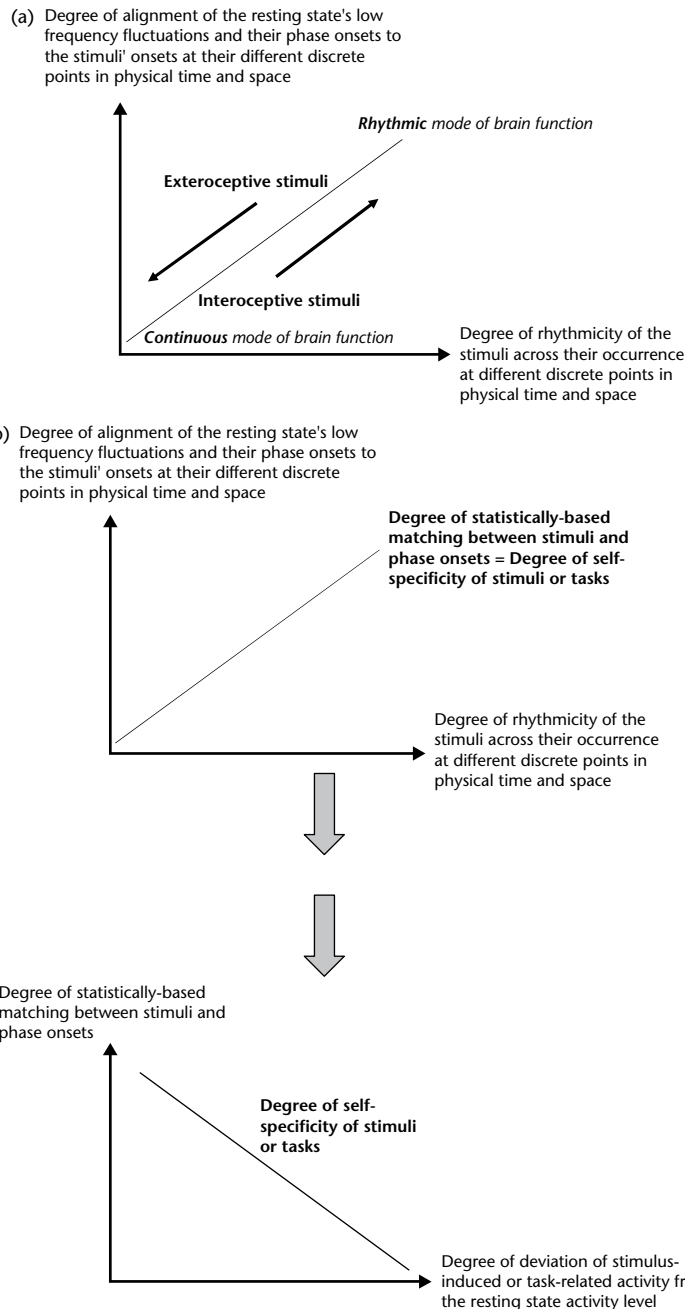 (a) Degree of alignment of the resting state's low
frequency fluctuations and their phase onsets to
the stimuli' onsets at their different discrete
points in physical time and space
Rhythmic mode of brain function
Exteroceptive stimuli
Interoceptive stimuli
Continuous mode of brain function
Degree of rhythmicity of the
stimuli across their occurrence
at different discrete points in
physical time and space
) Degree of alignment of the resting state's low
frequency fluctuations and their phase onsets to
the stimuli' onsets at their different discrete
points in physical time and space
Degree of statistically-based
matching between stimuli and
phase onsets = Degree of self-
specificity of stimuli or tasks
Degree of rhythmicity of the
stimuli across their occurrence
at different discrete points in
physical time and space
Degree of statistically-based
matching between stimuli and
phase onsets
Degree of self-
specificity of stimuli
or tasks
Degree of deviation of stimulus-
induced or task-related activity
the resting state activity level